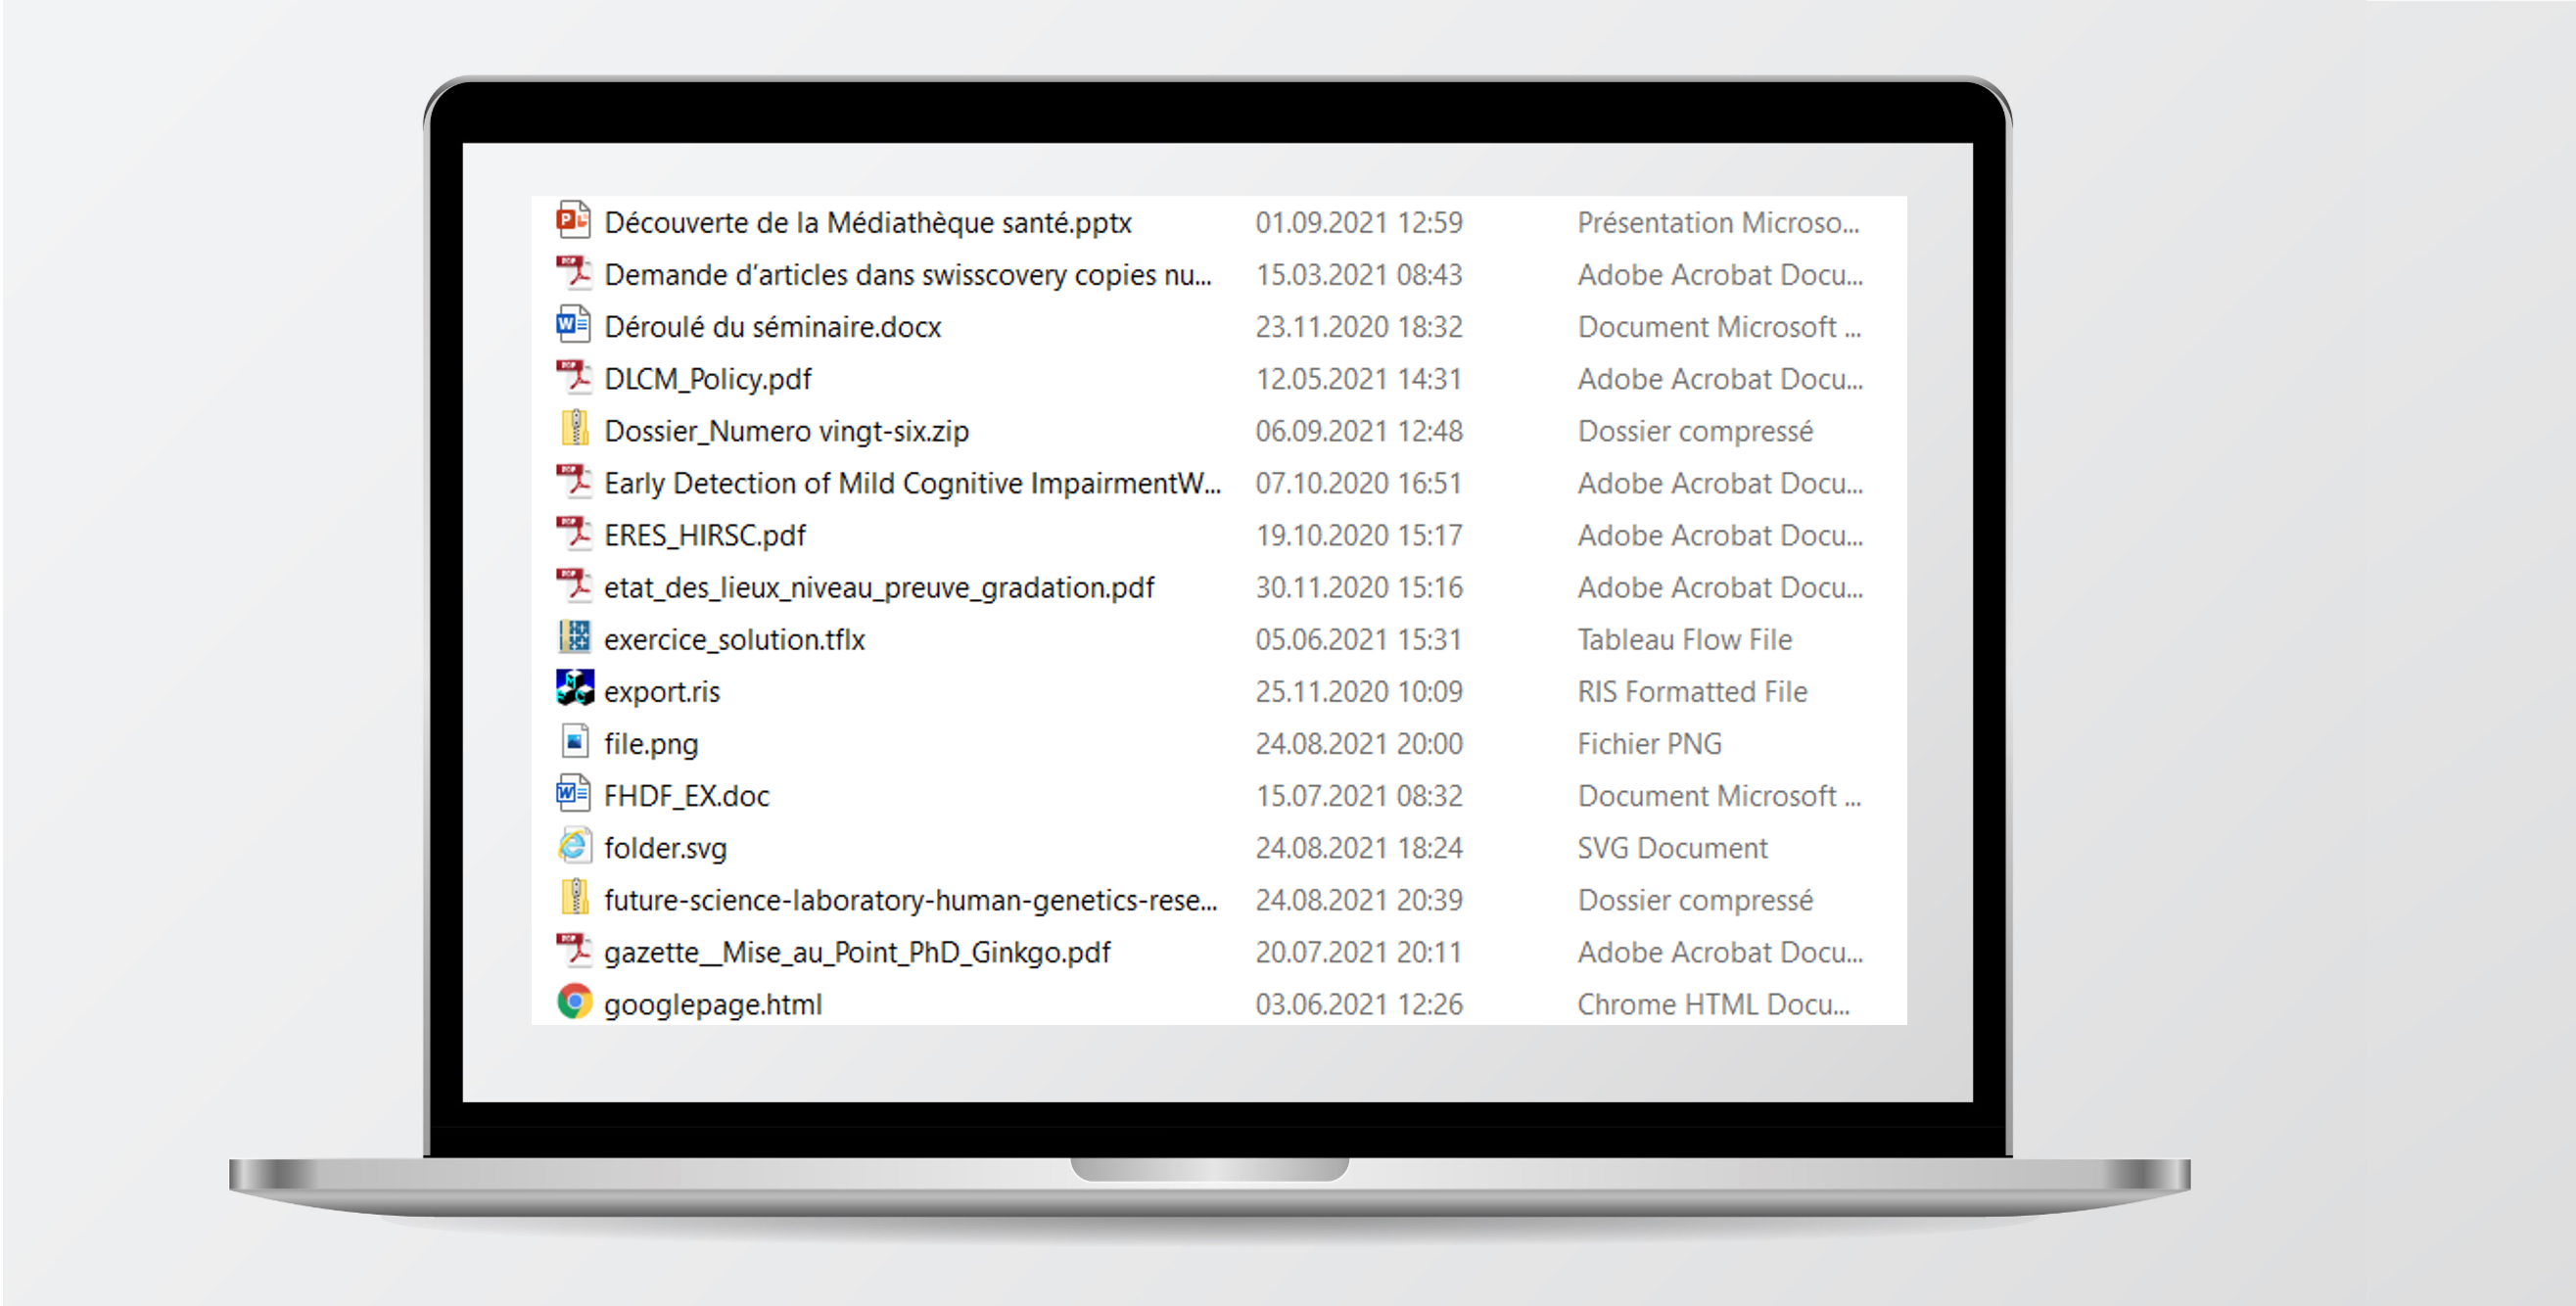 Découverte de la Médiathèque santé.pptx 01.09.2021 12:59 Présentation Microso...
Demande d’articles dans swisscovery copies nu... 15.03.2021 08:43 Adobe Acrobat Docu...
Déroulé du séminaire.docx 23.11.2020 18:32 Document Microsoft ...
DLCM_Policy.pdf 12.05.2021 14:31 Adobe Acrobat Docu...
Dossier_Numero vingt-six.zip 06.09.2021 12:48 Dossier compressé
Early Detection of Mild Cognitive ImpairmentW... 07.10.2020 16:51 Adobe Acrobat Docu...
ERES_HIRSC.pdf 19.10.2020 15:17 Adobe Acrobat Docu...
etat_des_lieux_niveau_preuve_gradation.pdf 30.11.2020 15:16 Adobe Acrobat Docu...
exercice_solution.tflx 05.06.2021 15:31 Tableau Flow File
export.ris 25.11.2020 10:09 RIS Formatted File
file.png 24.08.2021 20:00 Fichier PNG
FHDF_EX.doc 15.07.2021 08:32 Document Microsoft ...
folder.svg 24.08.2021 18:24 SVG Document
future-science-laboratory-human-genetics-rese... 24.08.2021 20:39 Dossier compressé
gazette__Mise_au_Point_PhD_Ginkgo.pdf 20.07.2021 20:11 Adobe Acrobat Docu...
googlepage.html 03.06.2021 12:26 Chrome HTML Docu...